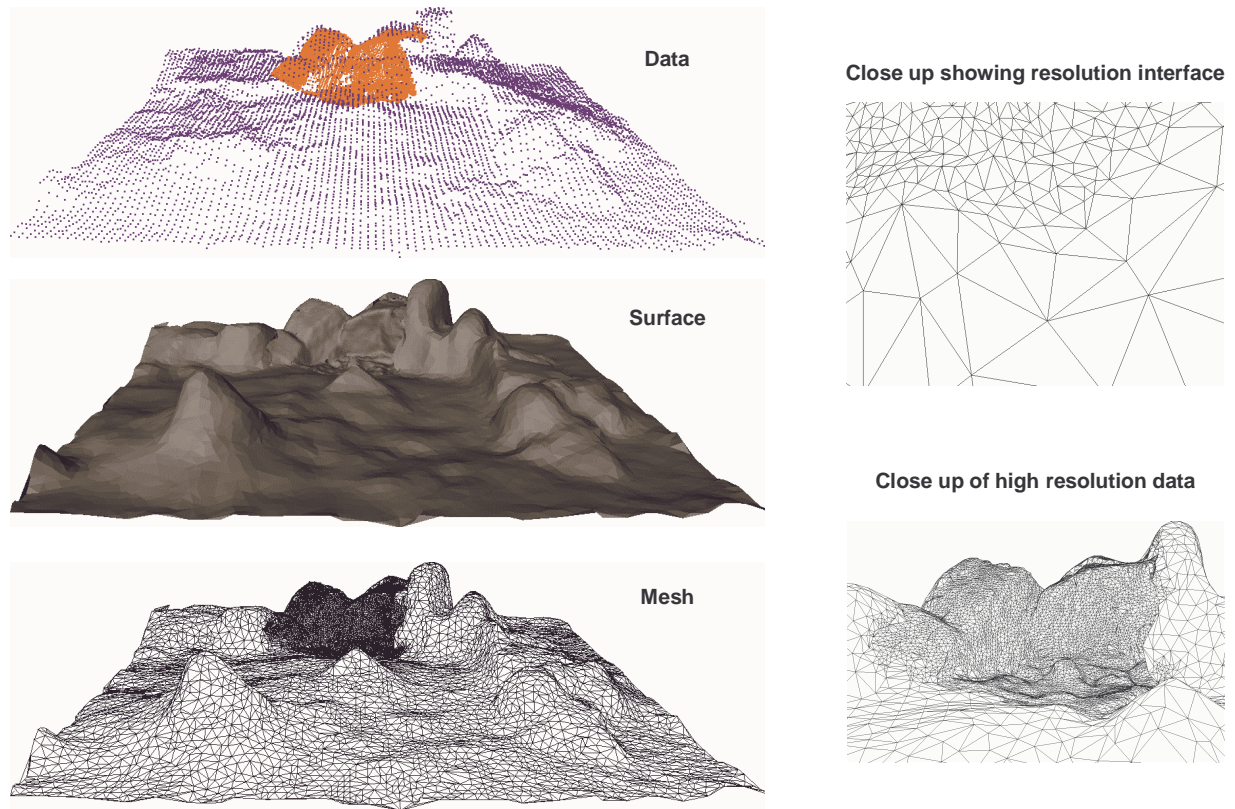 Data
Surface
Mesh
Close up showing resolution interface
Close up of high resolution data